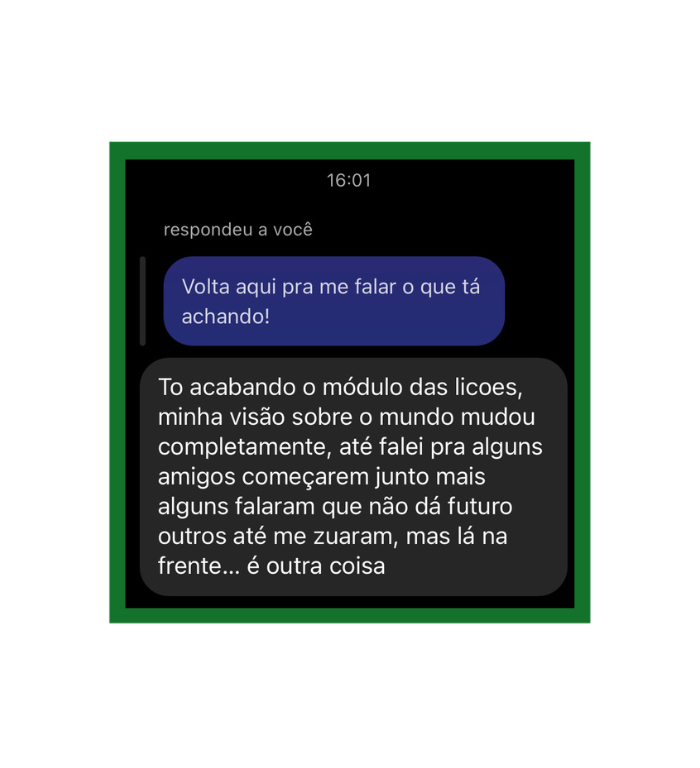 16:01
respondeu a você
Volta aqui pra me falar o que tá
achando!
To acabando o módulo das licoes,
minha visão sobre o mundo mudou
completamente, até falei pra alguns
amigos começarem junto mais
alguns falaram que não dá futuro
outros até me zuaram, mas lá na
frente... é outra coisa